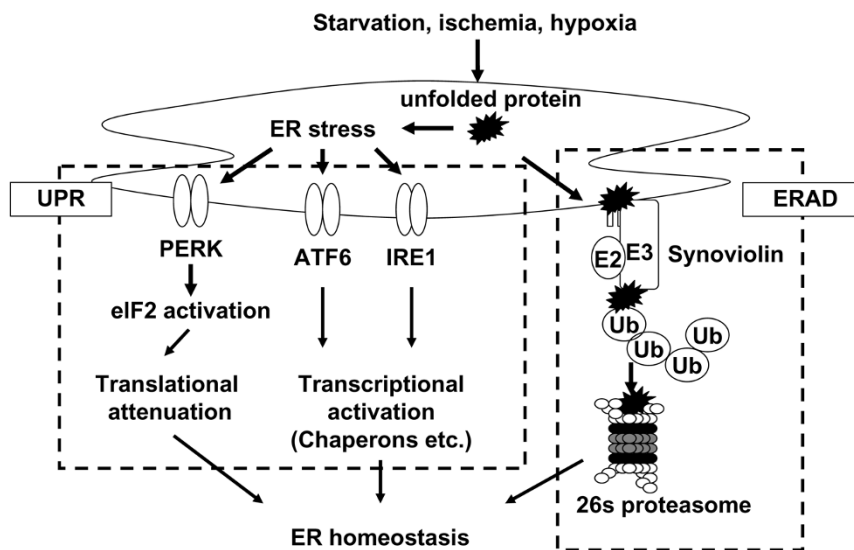 Starvation, ischemia, hypoxia
unfolded protein
ER stress
UPR
ERAD
PERK
ATF6
IRE1
E2
E3
Synoviolin
eIF2 activation
Ub
Ub
Ub
Ub
Translational
attenuation
Transcriptional
activation
(Chaperons etc.)
26s proteasome
ER homeostasis